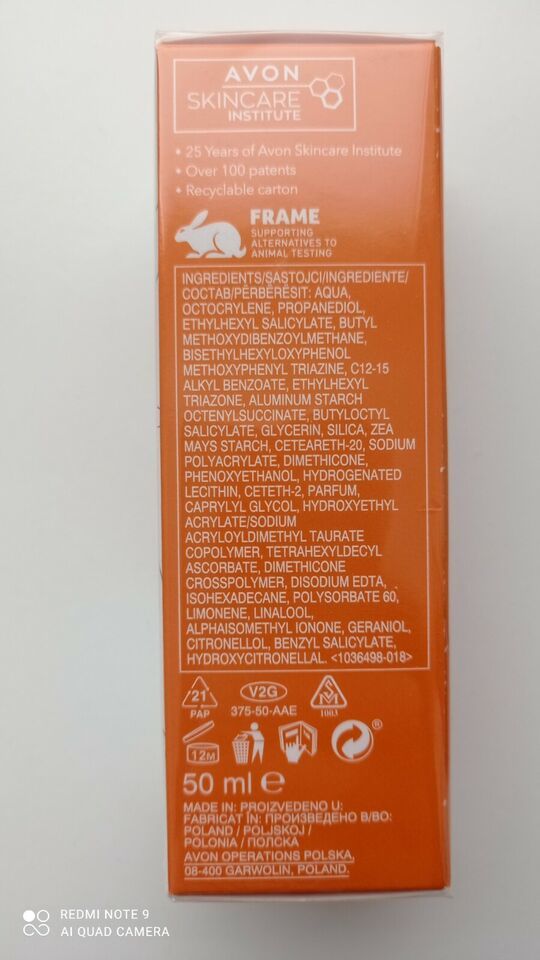 AVON
SKINCARE
INSTITUTE
• 25 Years of Avon Skincare Institute
• Over 100 patents
• Recyclable carton
FRAME
SUPPORTING
ALTERNATIVES TO
ANIMAL TESTING
INGREDIENTS/SASTOJCI/INGREDIENTE/
СОСТАВ/PËRBËRËSIT: AQUA,
OCTOCRYLENE, PROPANEDIOL,
ETHYLHEXYL SALICYLATE, BUTYL
METHOXYDIBENZOYLMETHANE,
BISETHYLHEXYLOXYPHENOL
METHOXYPHENYL TRIAZINE, C12-15
ALKYL BENZOATE, ETHYLHEXYL
TRIAZONE, ALUMINUM STARCH
OCTENYLSUCCINATE, BUTYLOCTYL
SALICYLATE, GLYCERIN, SILICA, ZEA
MAYS STARCH, CETEARETH-20, SODIUM
POLYACRYLATE, DIMETHICONE,
PHENOXYETHANOL, HYDROGENATED
LECITHIN, CETETH-2, PARFUM,
CAPRYLYL GLYCOL, HYDROXYETHYL
ACRYLATE/SODIUM
ACRYLOYLDIMETHYL TAURATE
COPOLYMER, TETRAHEXYLDECYL
ASCORBATE, DIMETHICONE
CROSSPOLYMER, DISODIUM EDTA,
ISOHEXADECANE, POLYSORBATE 60,
LIMONENE, LINALOOL,
ALPHAISOMETHYL IONONE, GERANIOL,
CITRONELLOL, BENZYL SALICYLATE,
HYDROXYCITRONELLAL. <1036498-018>
21
PAP
V2G
375-50-AAE
1003
12M
®
50 ml e
MADE IN: PROIZVEDENO U:
FABRICAT ÎN: ПРОИЗВЕДЕНО В/ВО:
POLAND / POLJSKOJ /
POLONIA / ПОЛСКА
AVON OPERATIONS POLSKA,
08-400 GARWOLIN, POLAND.
REDMI NOTE 9
AI QUAD CAMERA